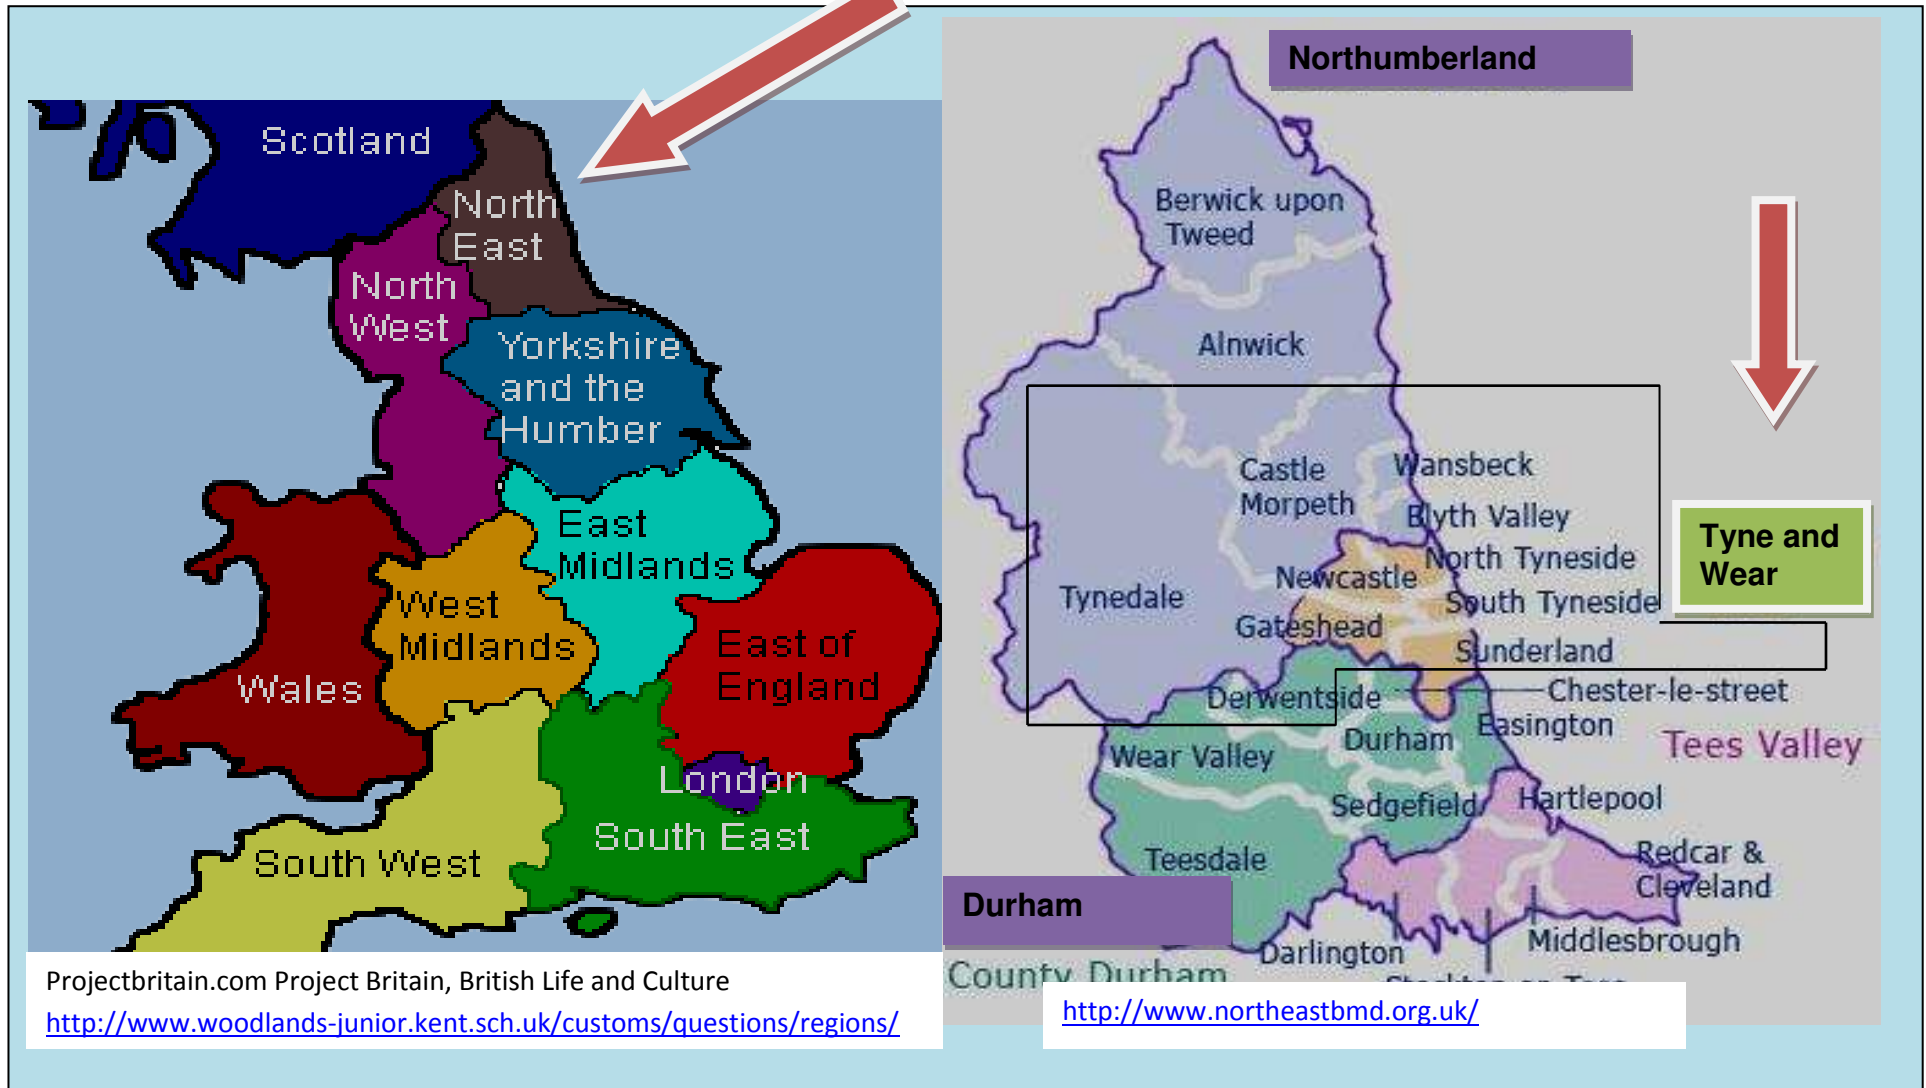 Scotland
North
East
North
West
Yorkshire
and the
Humber
East
Midlands
West
Midlands
Wales
East of
England
London
South East
South West
Projectbritain.com Project Britain, British Life and Culture
http://www.woodlands-junior.kent.sch.uk/customs/questions/regions/
Northumberland
Berwick upon
Tweed
Alnwick
Castle
Morpeth
Wansbeck
Blyth Valley
Tyne and
Wear
North Tyneside
Newcastle
Tynedale
South Tyneside
Gateshead
Sunderland
Derwentside
Chester-le-street
Easington
Durham
Tees Valley
Wear Valley
Sedgefield
Hartlepool
Teesdale
Redcar &
Cleveland
Durham
Darlington
Middlesbrough
County Durham
http://www.northeastbmd.org.uk/